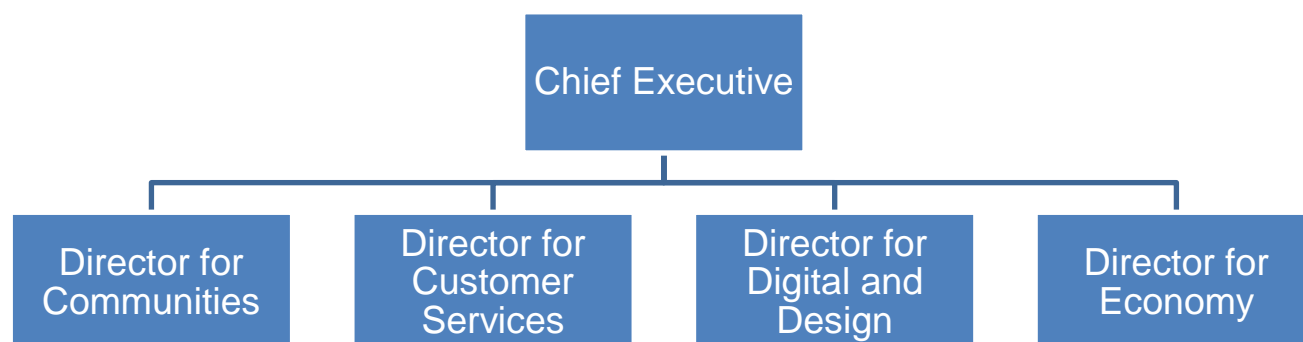 Chief Executive
Director for
Communities
Director for
Customer
Services
Director for
Digital and
Design
Director for
Economy